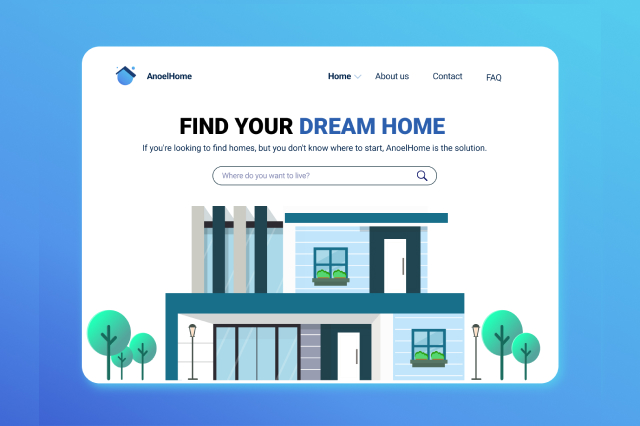 AnoelHome
Home About us Contact FAQ
FIND YOUR DREAM HOME
If you're looking to find homes, but you don't know where to start, AnoelHome is the solution.
Where do you want to live?